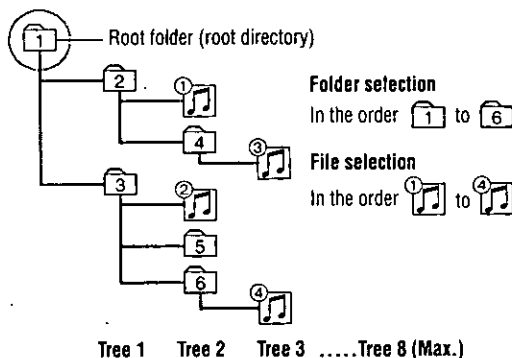 1 Root folder (root directory)
2
①
4
③
3
②
5
6
④
Folder selection
In the order 1 to 6
File selection
In the order ① to ④
Tree 1 Tree 2 Tree 3 .....Tree 8 (Max.)